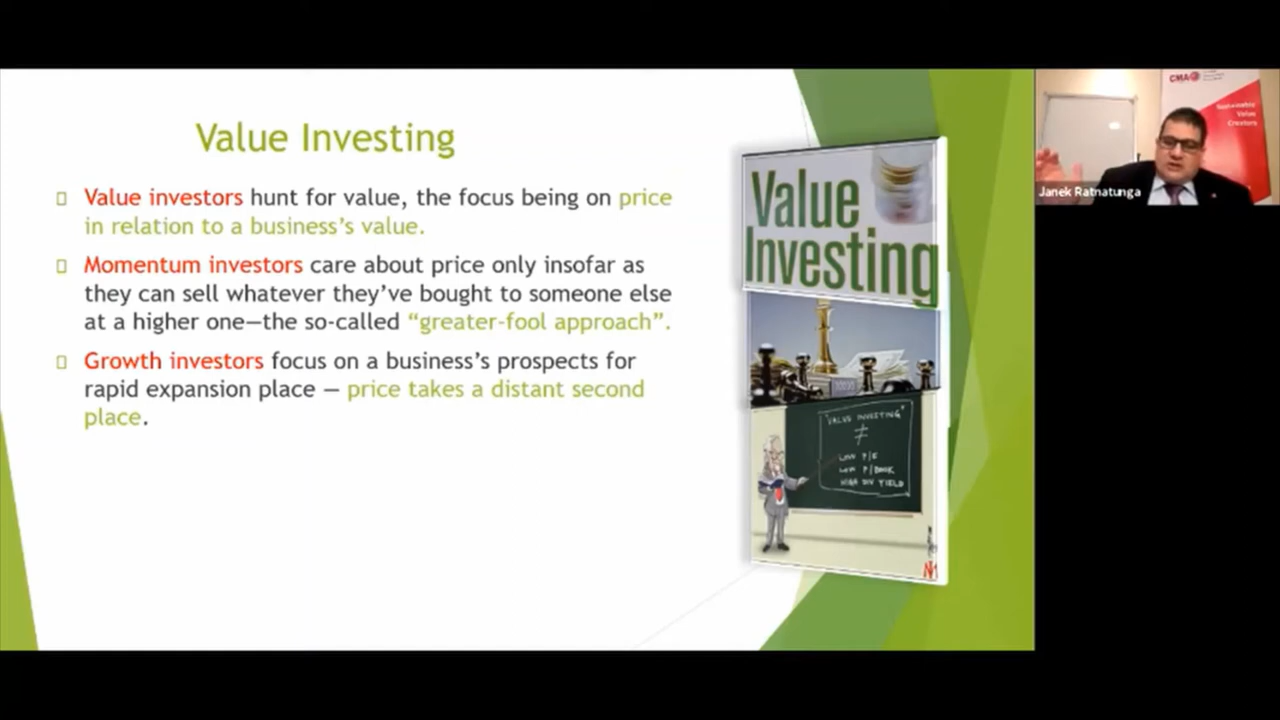 Value Investing
Value investors hunt for value, the focus being on price
in relation to a business's value.
Momentum investors care about price only insofar as
they can sell whatever they've bought to someone else
at a higher one—the so-called “greater-fool approach”.
Growth investors focus on a business's prospects for
rapid expansion place — price takes a distant second
place.
Value
Investing
"VALUE INVESTING"
≠
LOW P/E
LOW P/BOOK
HIGH DIV YIELD
CMA
Sustainable
Value
Creators
Janek Ratnatunga